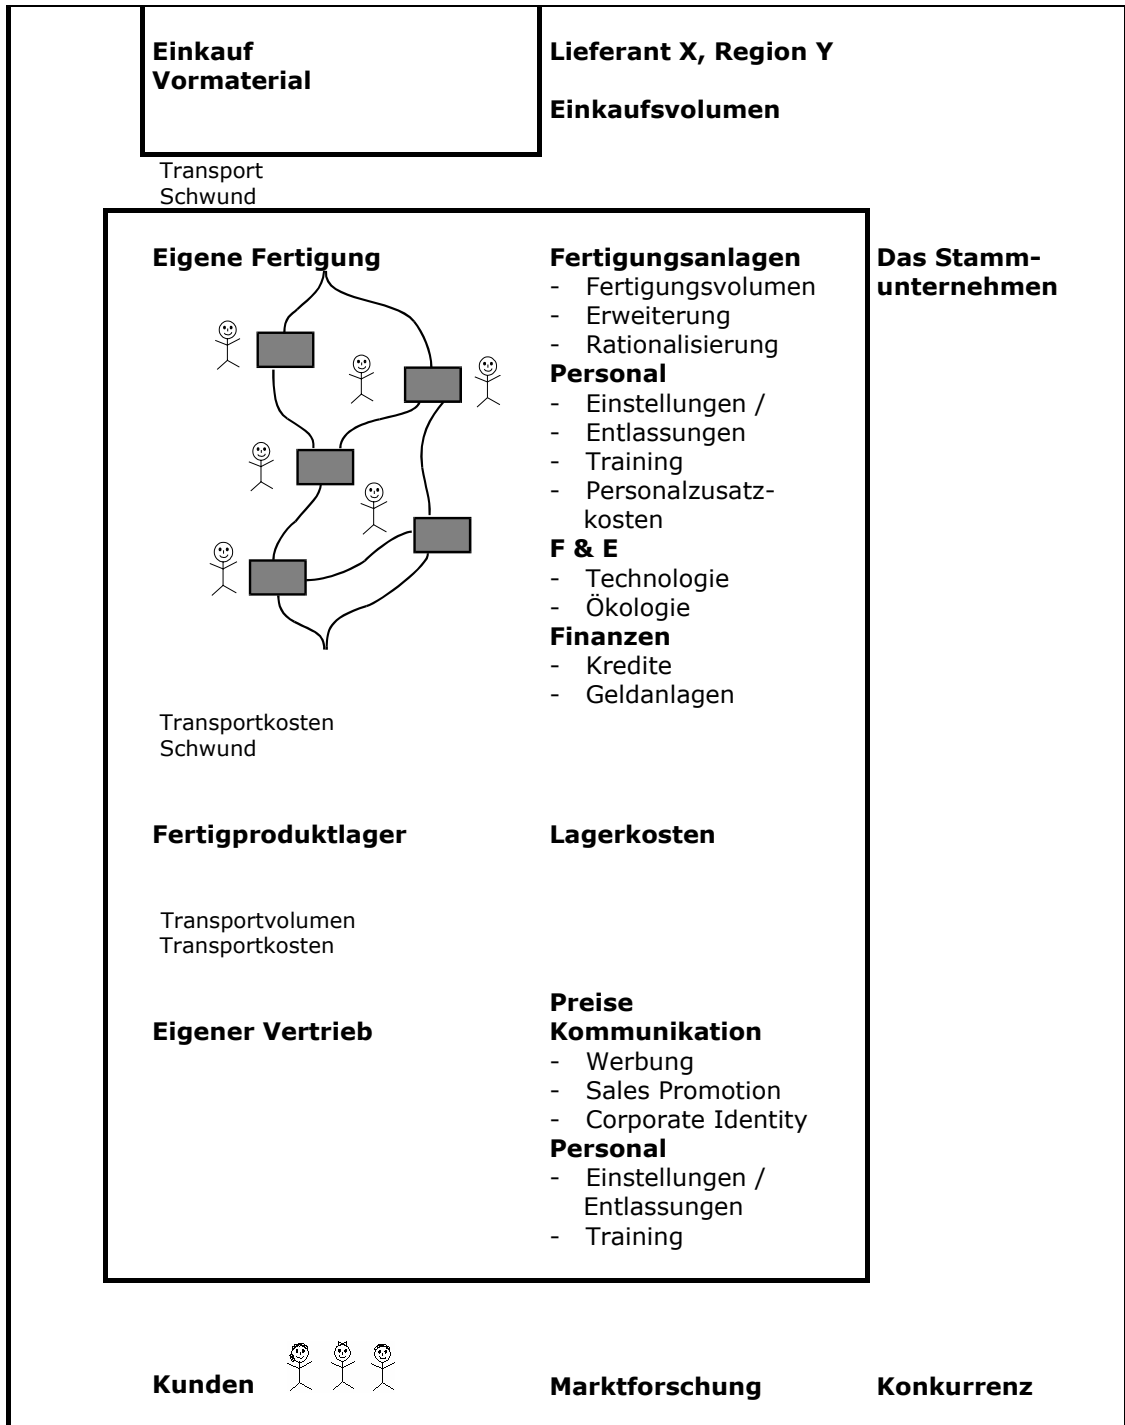 Einkauf
Vormaterial
Lieferant X, Region Y
Einkaufsvolumen
Transport
Schwund
Eigene Fertigung
Fertigungsanlagen
- Fertigungsvolumen
- Erweiterung
- Rationalisierung
Personal
- Einstellungen /
- Entlassungen
- Training
- Personalzusatz-
kosten
F & E
- Technologie
- Ökologie
Finanzen
- Kredite
- Geldanlagen
Das Stamm-
unternehmen
Transportkosten
Schwund
Fertigproduktlager
Lagerkosten
Transportvolumen
Transportkosten
Eigener Vertrieb
Preise
Kommunikation
- Werbung
- Sales Promotion
- Corporate Identity
Personal
- Einstellungen /
Entlassungen
- Training
Kunden
Marktforschung
Konkurrenz